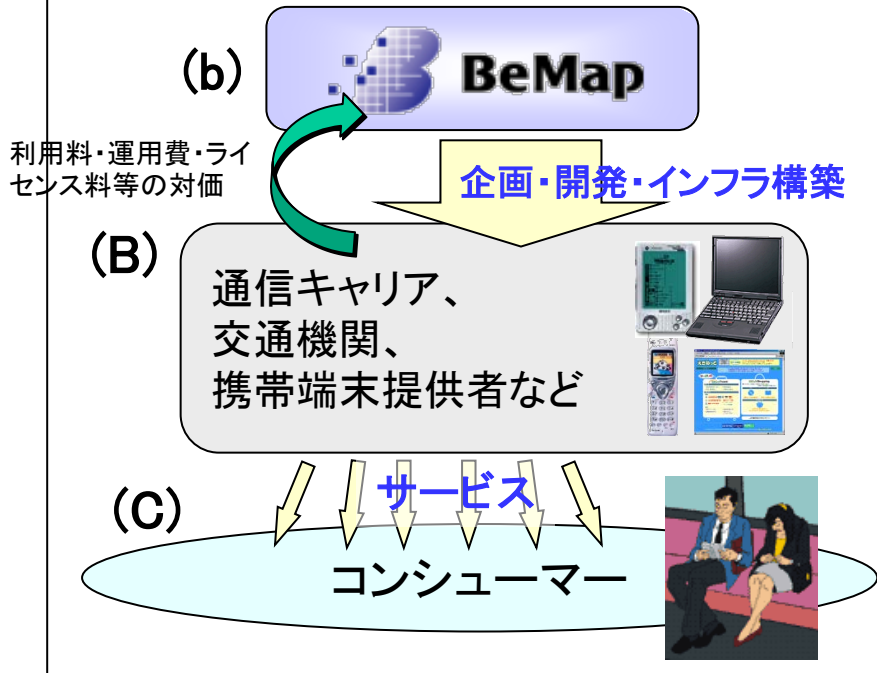 (b)
BeMap
利用料・運用費・ライ
センス料等の対価
企画・開発・インフラ構築
(B)
通信キャリア、
交通機関、
携帯端末提供者など
サービス
(C)
コンシューマー